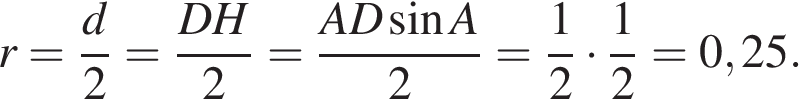 r = d/2 = DH/2 = AD sin A/2 = 1/2 · 1/2 = 0,25.